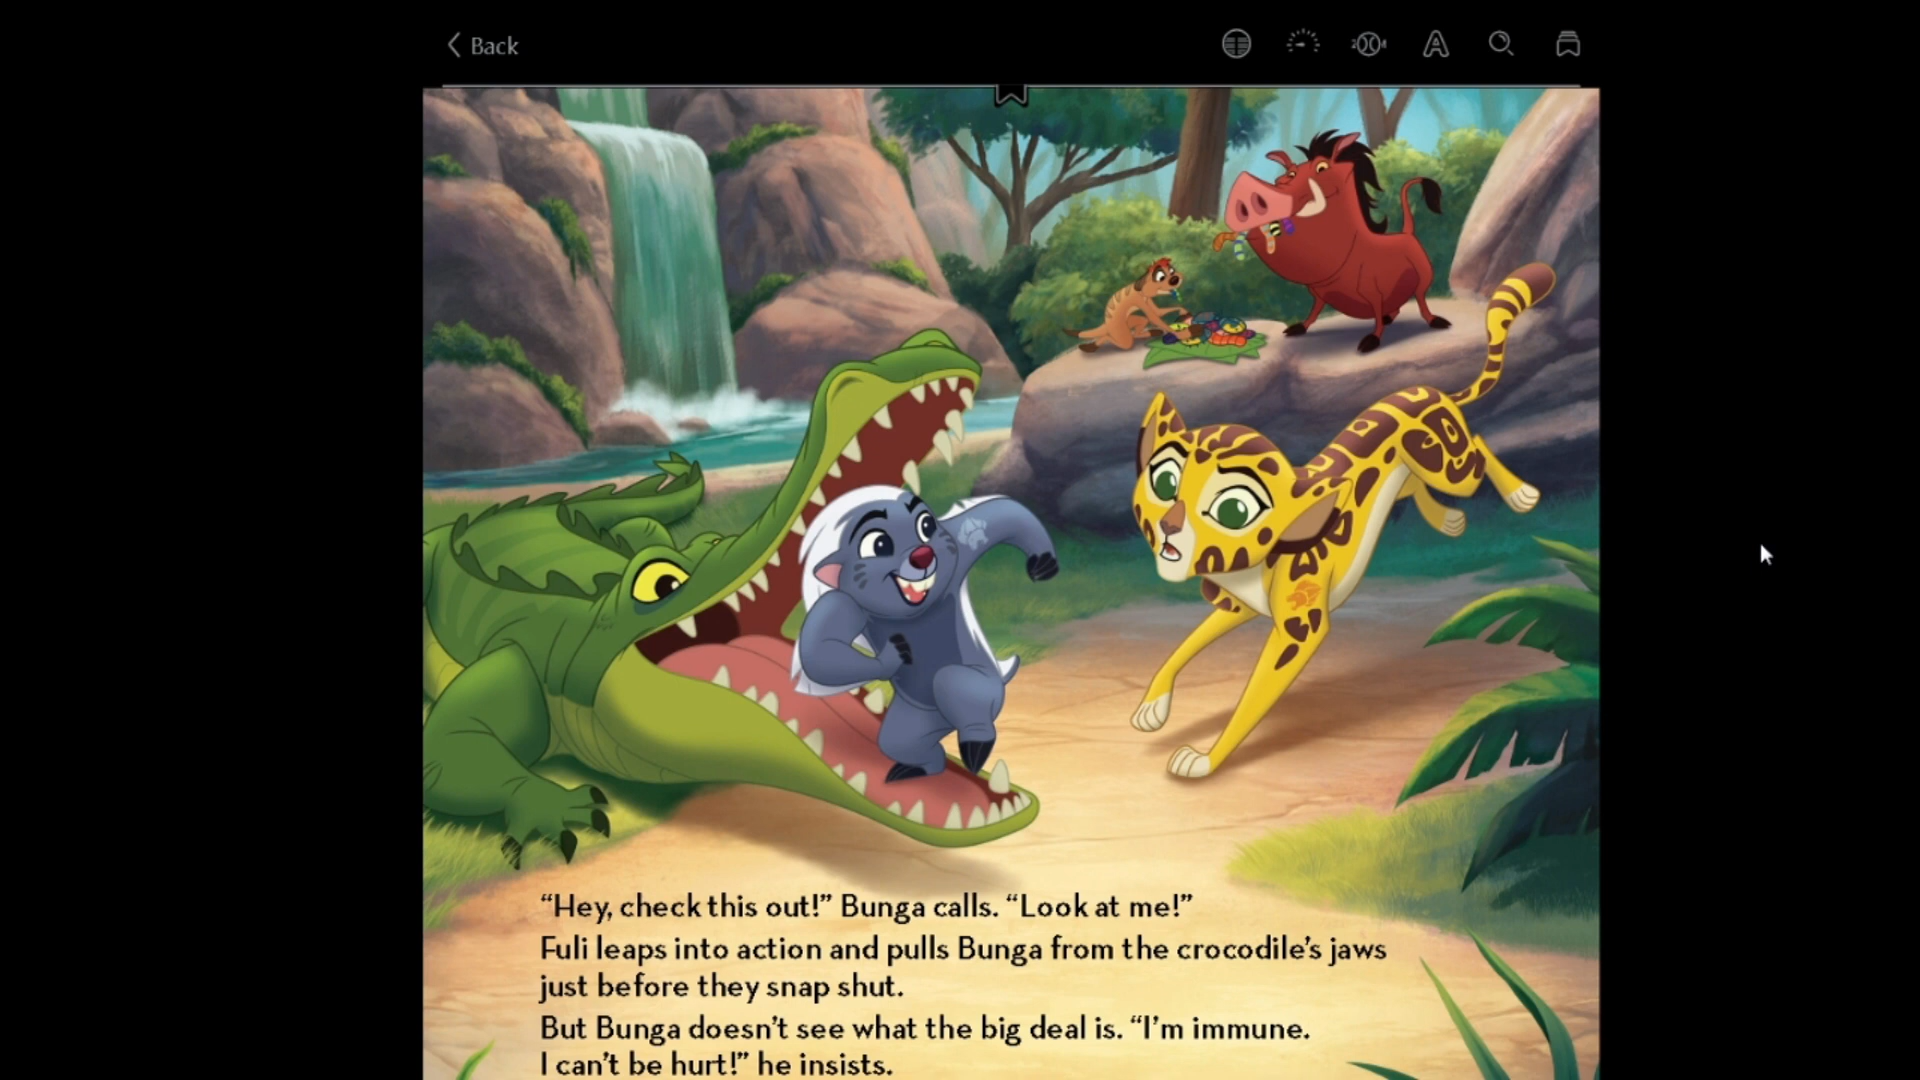 Back
“Hey, check this out!” Bunga calls. “Look at me!”
Fuli leaps into action and pulls Bunga from the crocodile’s jaws
just before they snap shut.
But Bunga doesn’t see what the big deal is. “I’m immune.
I can’t be hurt!” he insists.